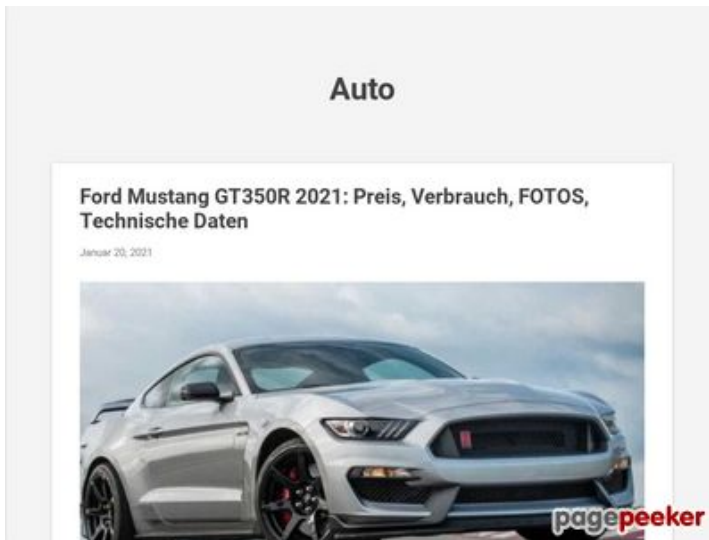 Auto
Ford Mustang GT350R 2021: Preis, Verbrauch, FOTOS,
Technische Daten
Januar 20, 2021
pagepeeker